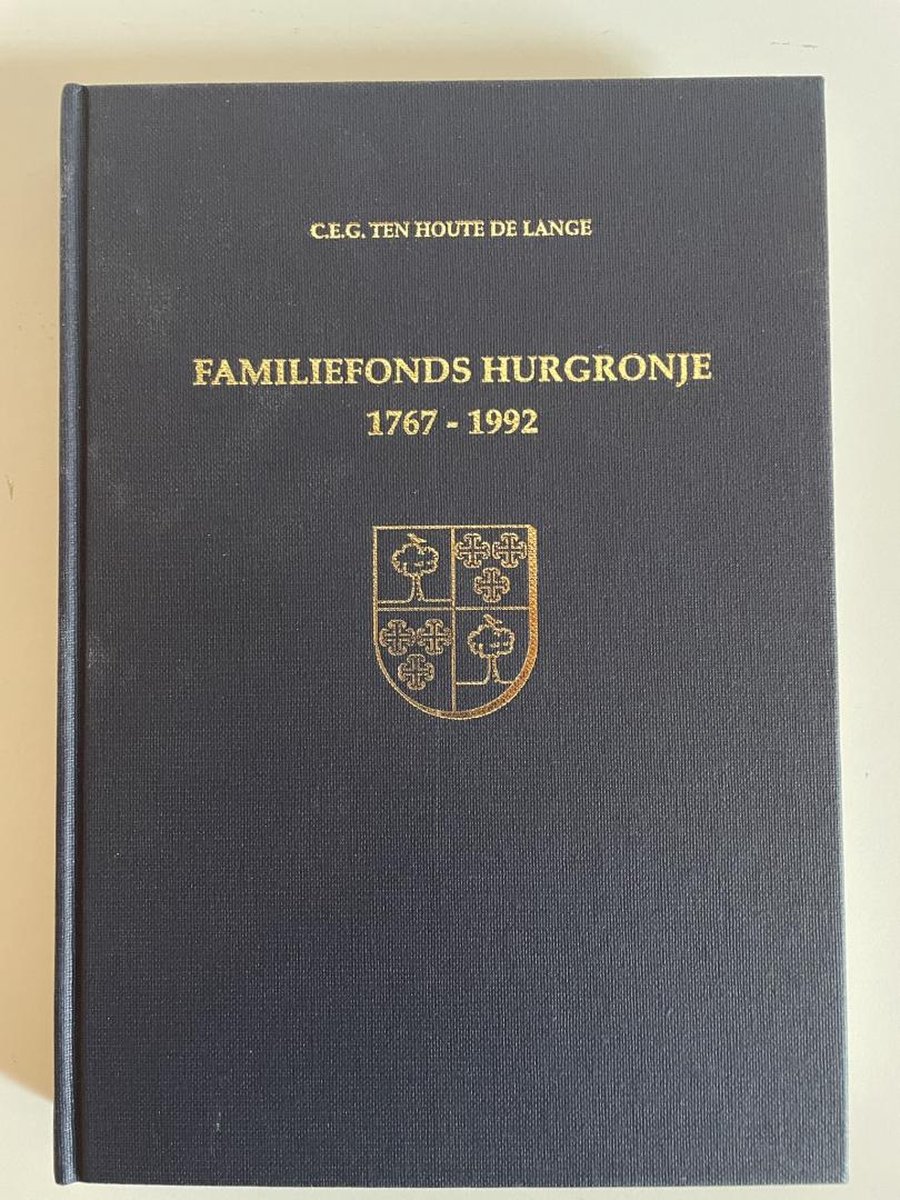 C.E.G. TEN HOUTE DE LANGE
FAMILIEFONDS HURGRONJE
1767 - 1992